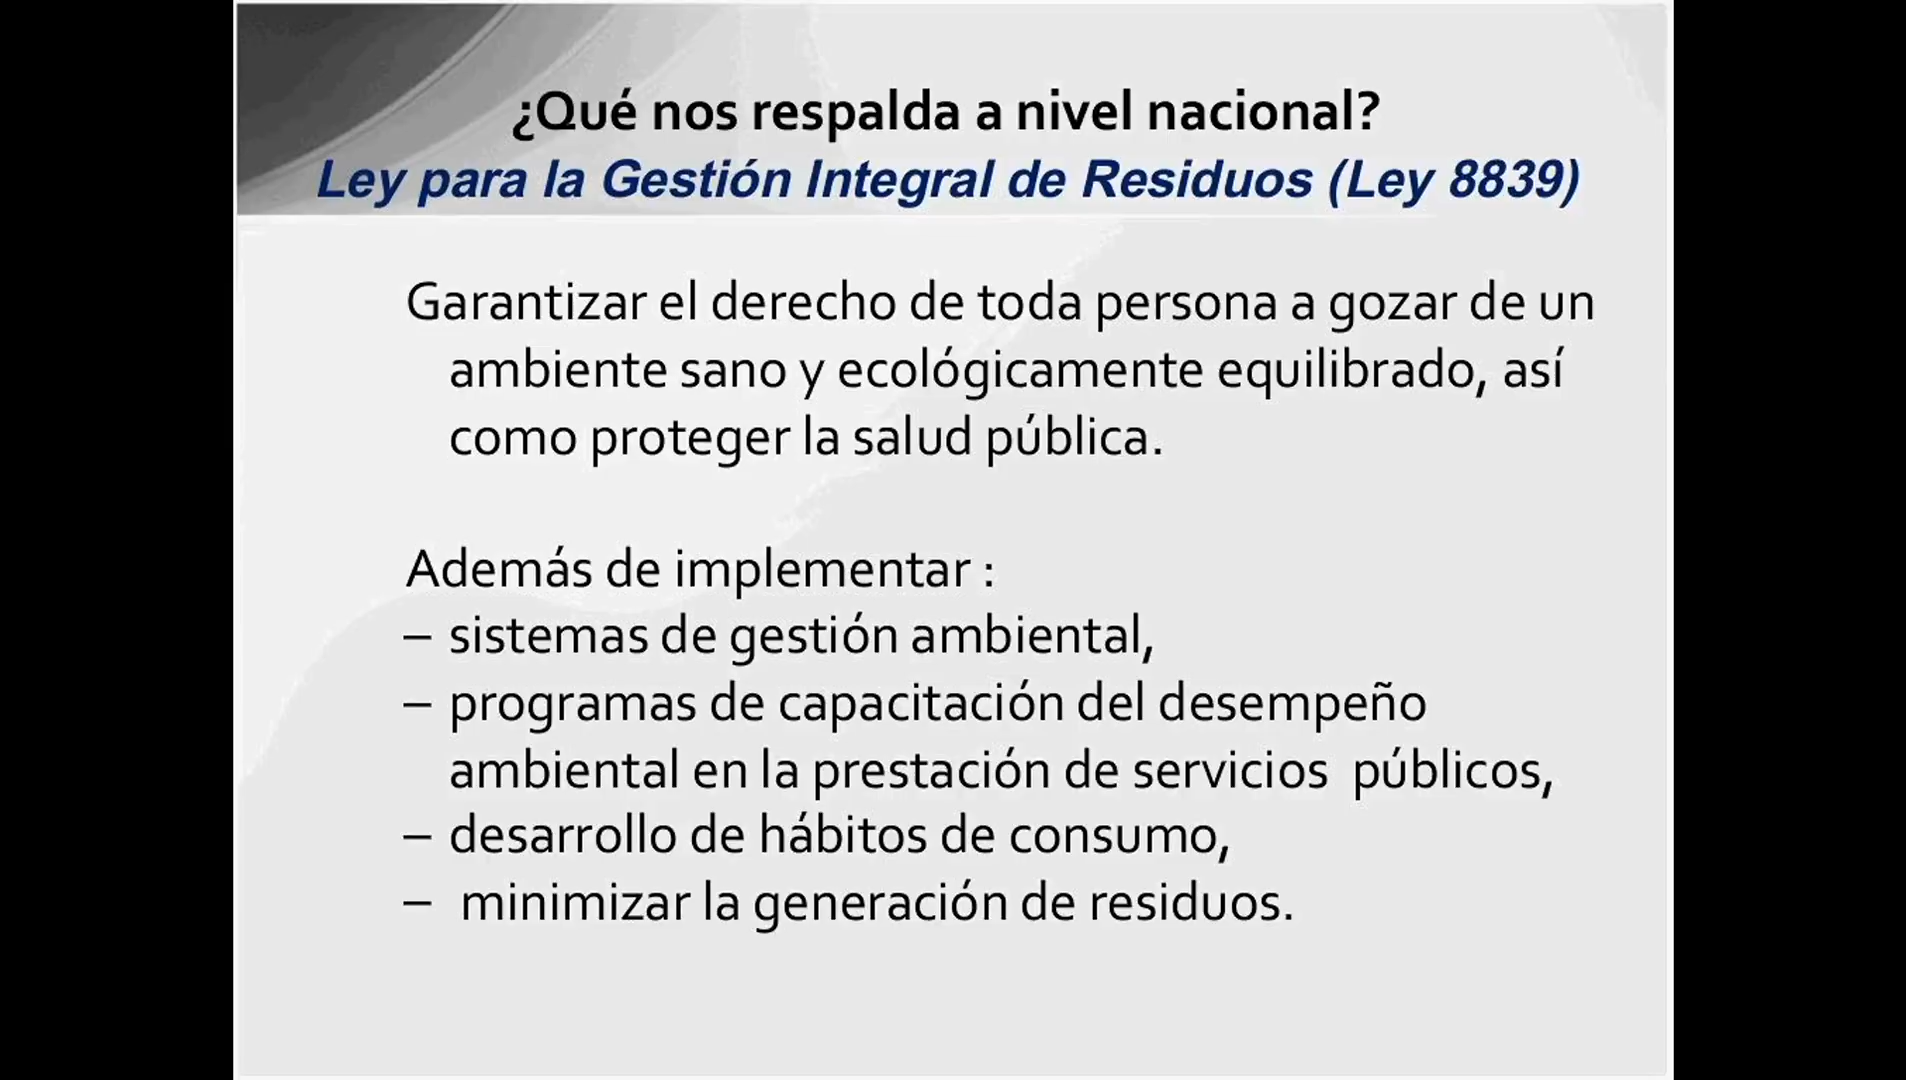 ¿Qué nos respalda a nivel nacional?
Ley para la Gestión Integral de Residuos (Ley 8839)
Garantizar el derecho de toda persona a gozar de un
ambiente sano y ecológicamente equilibrado, así
como proteger la salud pública.
Además de implementar :
– sistemas de gestión ambiental,
– programas de capacitación del desempeño
ambiental en la prestación de servicios  públicos,
– desarrollo de hábitos de consumo,
–  minimizar la generación de residuos.